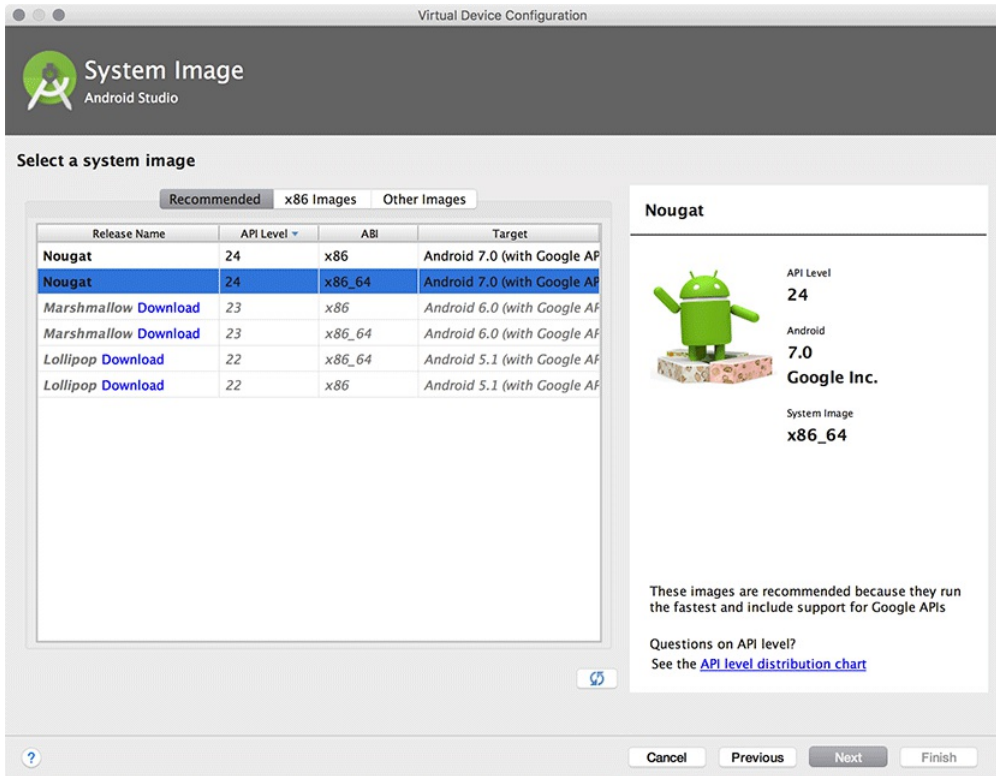 Virtual Device Configuration
System Image
Android Studio
Select a system image
Recommended x86 Images Other Images
Release Name API Level ABI Target
Nougat 24 x86 Android 7.0 (with Google AP
Nougat 24 x86_64 Android 7.0 (with Google AP
Marshmallow Download 23 x86 Android 6.0 (with Google AP
Marshmallow Download 23 x86_64 Android 6.0 (with Google AP
Lollipop Download 22 x86_64 Android 5.1 (with Google AP
Lollipop Download 22 x86 Android 5.1 (with Google AP
Nougat
API Level
24
Android
7.0
Google Inc.
System Image
x86_64
These images are recommended because they run
the fastest and include support for Google APIs
Questions on API level?
See the API level distribution chart
? Cancel Previous Next Finish